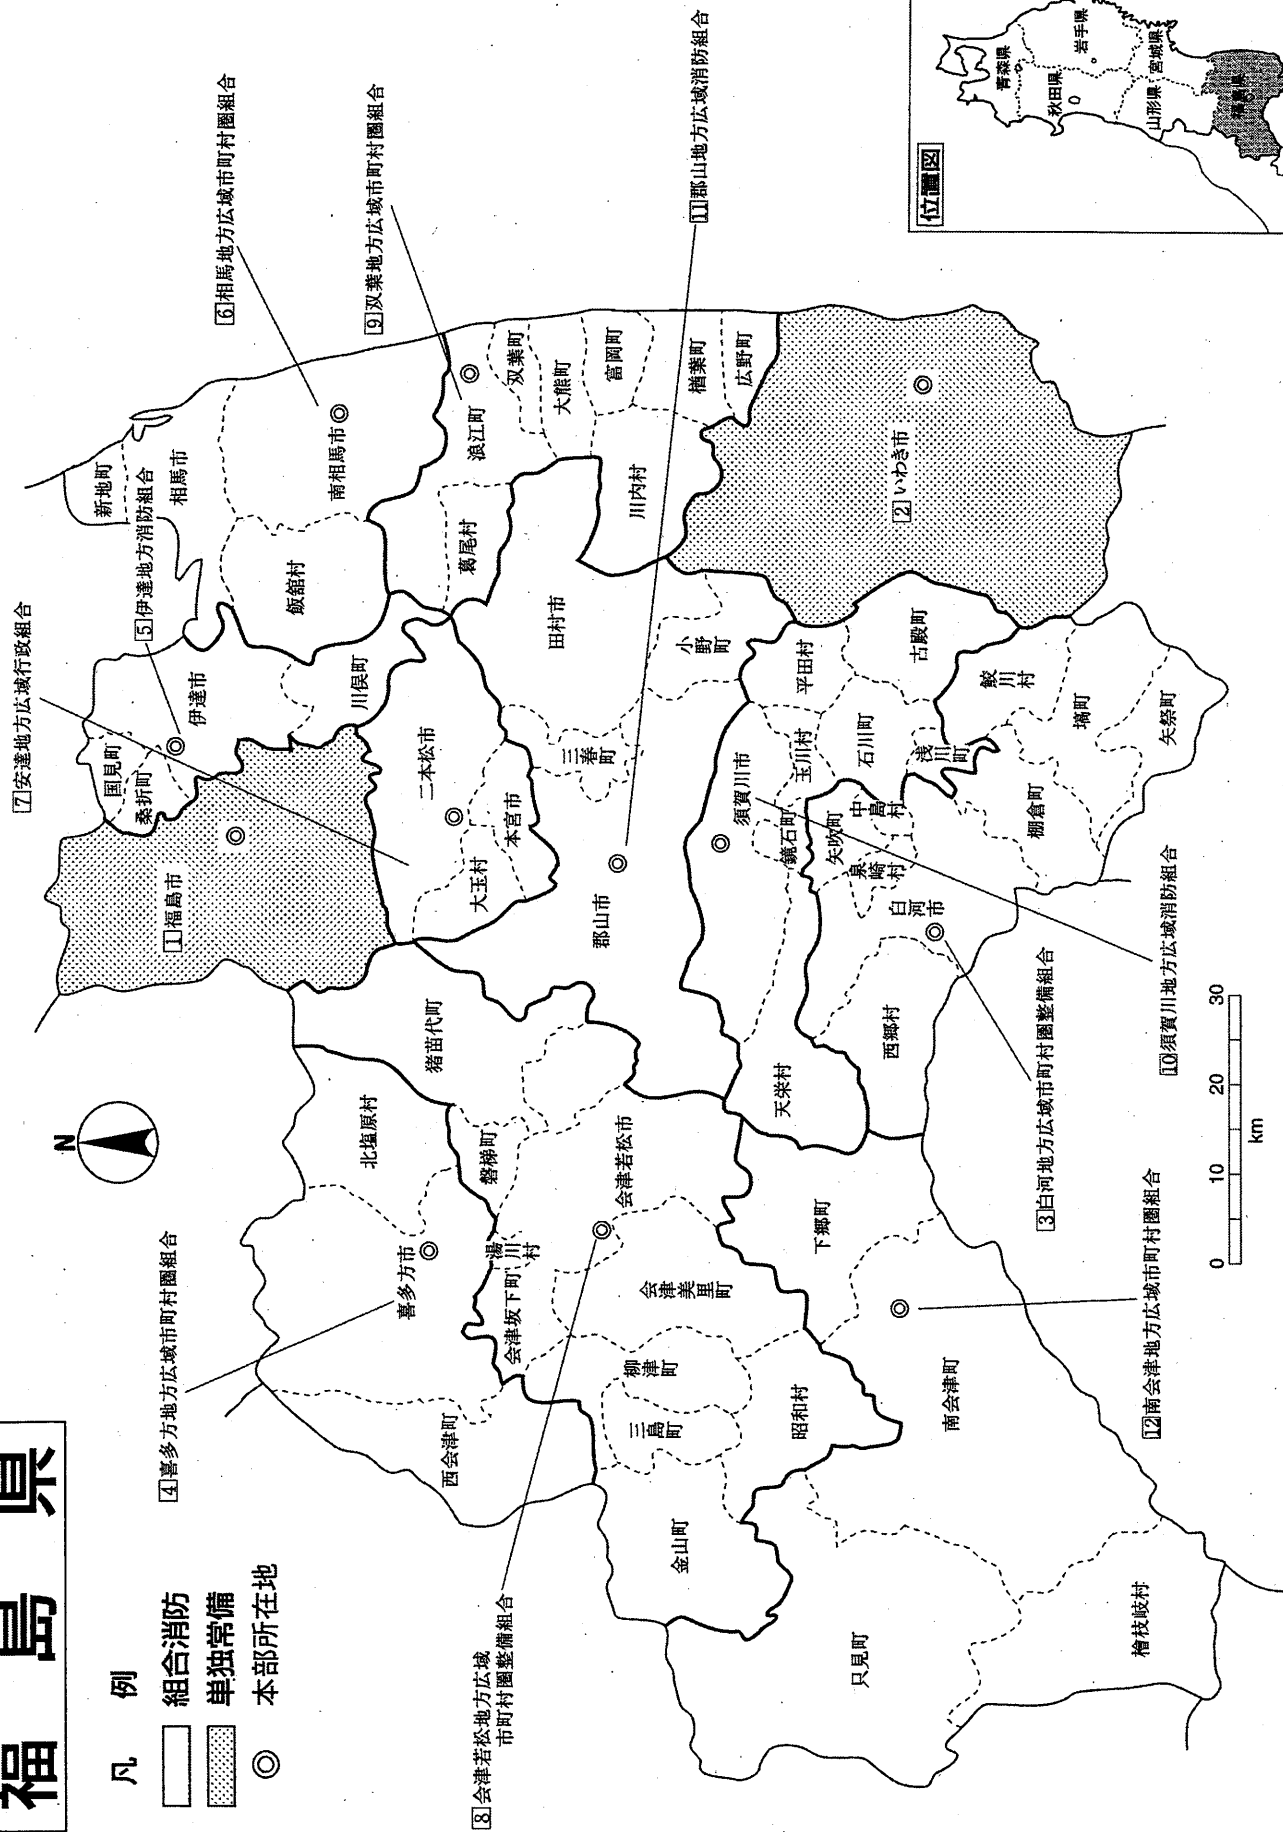 福島県
凡例
組合消防
単独常備
本部所在地
N
④喜多方地方広域市町村圏組合
⑦安達地方広域行政組合
⑤伊達地方消防組合
⑥相馬地方広域市町村圏組合
⑨双葉地方広域市町村圏組合
⑪郡山地方広域消防組合
⑧会津若松地方広域
市町村圏整備組合
⑫南会津地方広域市町村圏組合
③白河地方広域市町村圏整備組合
⑩須賀川地方広域消防組合
①福島市
②いわき市
国見町
桑折町
伊達市
川俣町
新地町
相馬市
南相馬市
飯舘村
浪江町
葛尾村
双葉町
大熊町
富岡町
川内村
楢葉町
広野町
二本松市
大玉村
本宮市
田村市
三春町
小野町
郡山市
須賀川市
鏡石町
天栄村
玉川村
平田村
石川町
古殿町
浅川町
矢吹町
中島村
泉崎村
白河市
西郷村
棚倉町
鮫川村
塙町
矢祭町
猪苗代町
磐梯町
北塩原村
喜多方市
西会津町
湯川村
会津坂下町
会津若松市
会津美里町
柳津町
三島町
昭和村
金山町
下郷町
南会津町
只見町
檜枝岐村
0 10 20 30
km
位置図
青森県
秋田県
岩手県
山形県
宮城県
福島県